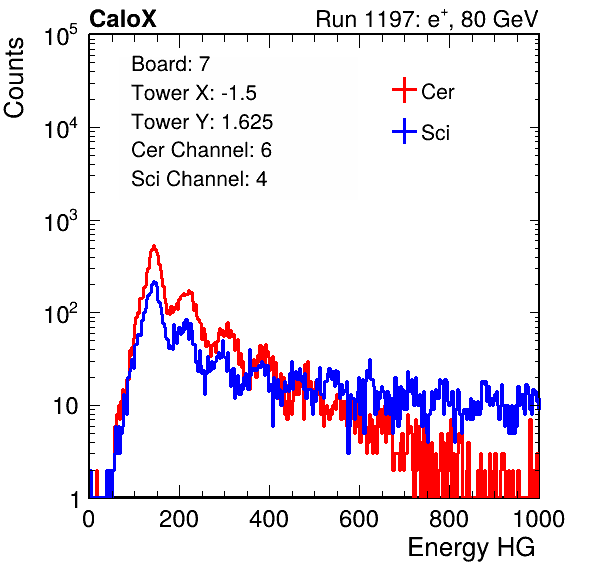 CaloX Run 1197: e⁺, 80 GeV
Counts
Board: 7
Tower X: -1.5
Tower Y: 1.625
Cer Channel: 6
Sci Channel: 4
Cer
Sci
10⁵
10⁴
10³
10²
10
1
0 200 400 600 800 1000
Energy HG